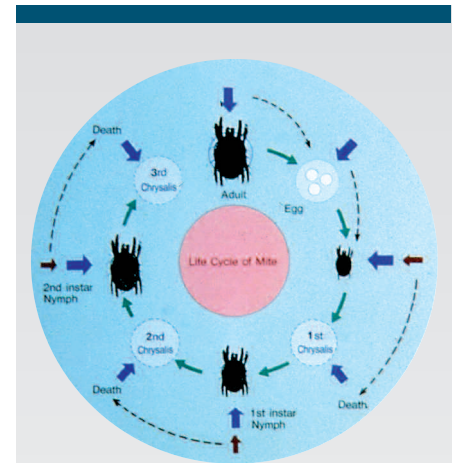 Death
3rd
Chrysalis
Adult
Egg
Life Cycle of Mite
2nd instar
Nymph
2nd
Chrysalis
1st
Chrysalis
Death
1st instar
Nymph
Death.